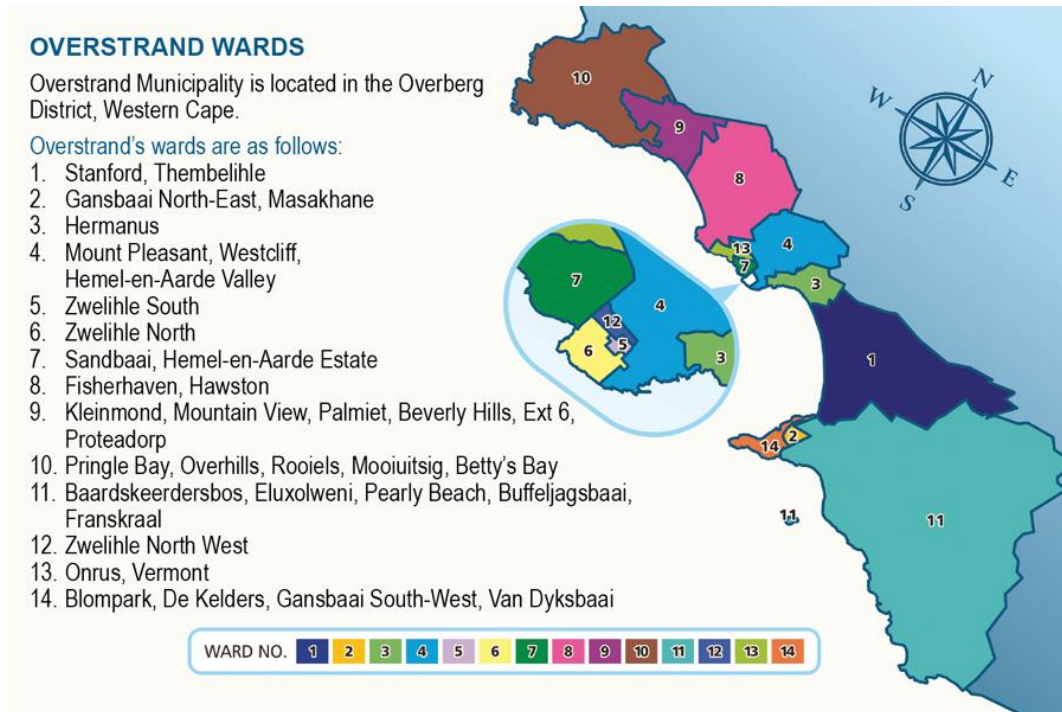 OVERSTRAND WARDS
Overstrand Municipality is located in the Overberg
District, Western Cape.
Overstrand's wards are as follows:
1. Stanford, Thembelihle
2. Gansbaai North-East, Masakhane
3. Hermanus
4. Mount Pleasant, Westcliff,
Hemel-en-Aarde Valley
5. Zwelihle South
6. Zwelihle North
7. Sandbaai, Hemel-en-Aarde Estate
8. Fisherhaven, Hawston
9. Kleinmond, Mountain View, Palmiet, Beverly Hills, Ext 6,
Proteadorp
10. Pringle Bay, Overhills, Rooiels, Mooiuitsig, Betty's Bay
11. Baardskeerdersbos, Eluxolweni, Pearly Beach, Buffeljagsbaai,
Franskraal
12. Zwelihle North West
13. Onrus, Vermont
14. Blompark, De Kelders, Gansbaai South-West, Van Dyksbaai
10
9
8
13
4
7
3
1
2
14
11
11
7
4
12
5
6
3
N
W
E
S
WARD NO. 1 2 3 4 5 6 7 8 9 10 11 12 13 14